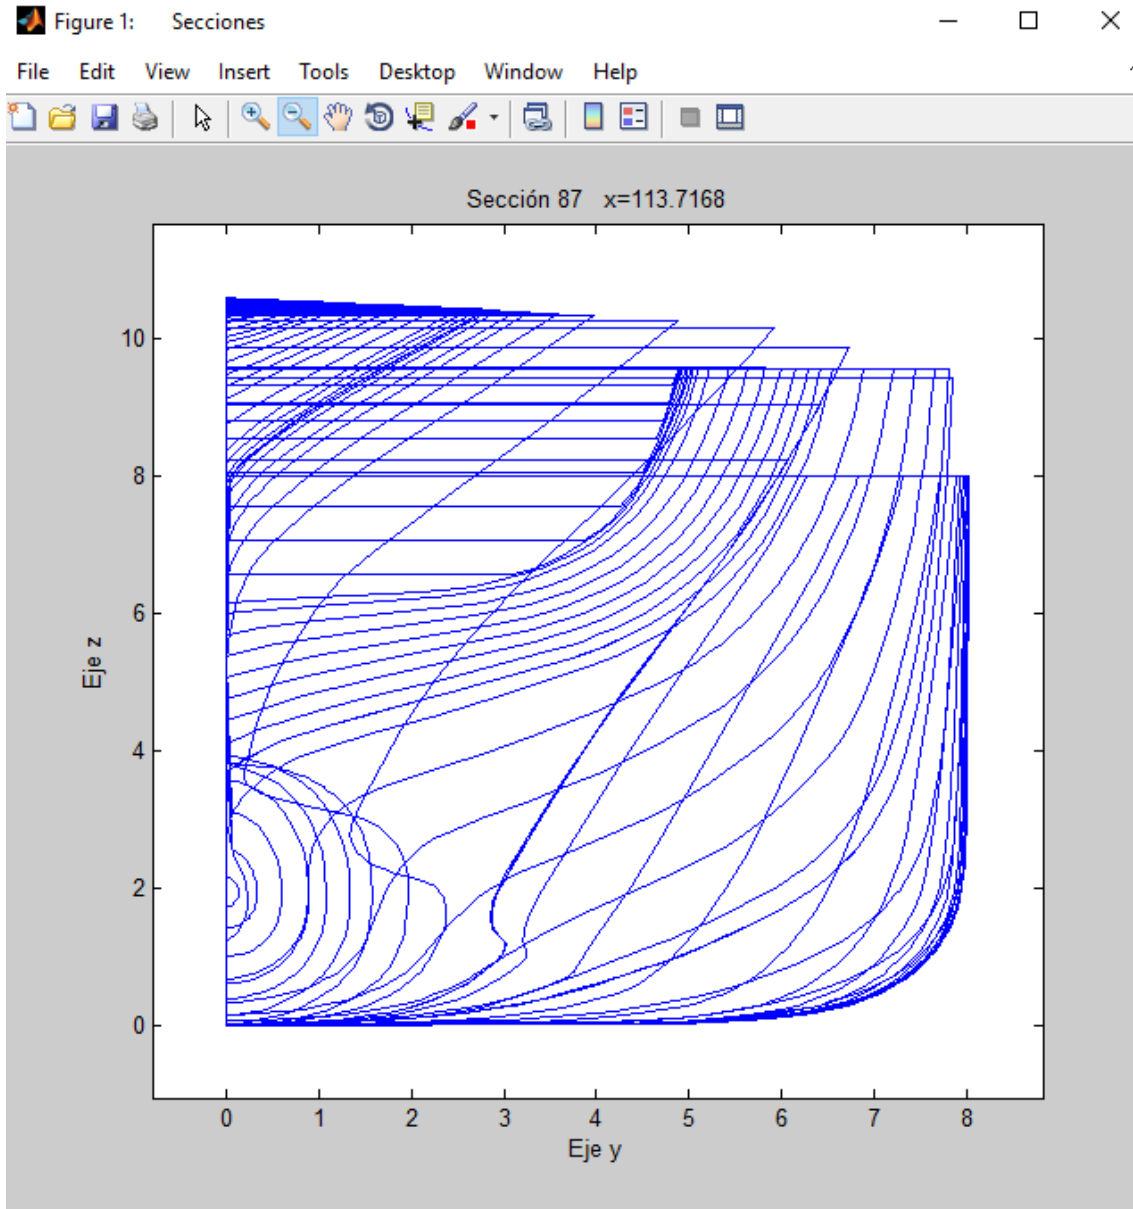 Figure 1: Secciones
File Edit View Insert Tools Desktop Window Help
Sección 87 x=113.7168
10
8
6
4
2
0
Eje z
0 1 2 3 4 5 6 7 8
Eje y